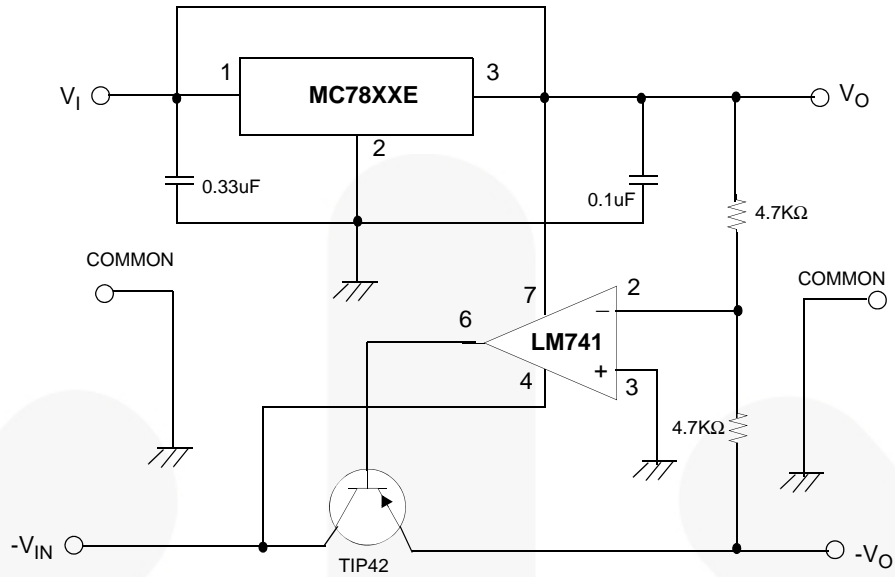 1
MC78XXE
3
V_I
V_O
2
0.33uF
0.1uF
4.7KΩ
COMMON
COMMON
7
2
6
−
LM741
+
4
3
4.7KΩ
-V_IN
TIP42
-V_O